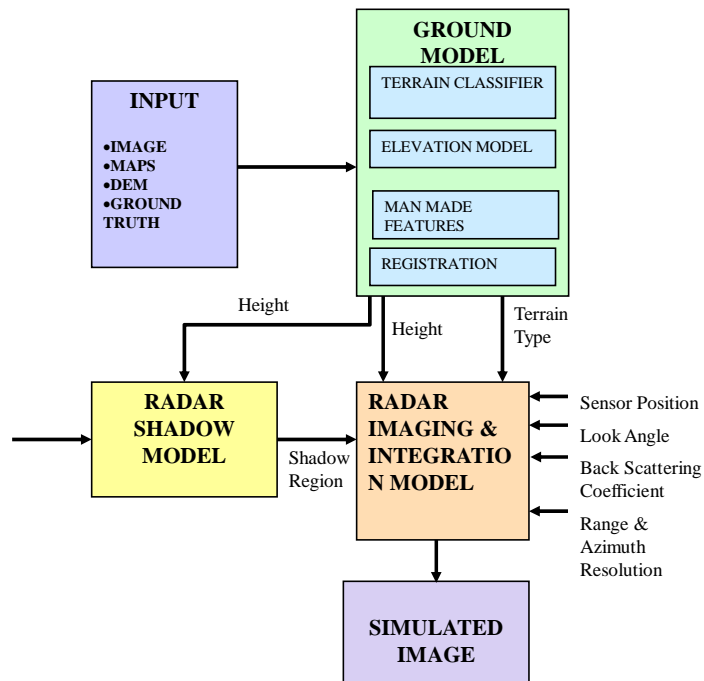 GROUND
MODEL
TERRAIN CLASSIFIER
ELEVATION MODEL
MAN MADE
FEATURES
REGISTRATION
INPUT
•IMAGE
•MAPS
•DEM
•GROUND
TRUTH
Height
Height
Terrain
Type
RADAR
SHADOW
MODEL
Shadow
Region
RADAR
IMAGING &
INTEGRATIO
N MODEL
Sensor Position
Look Angle
Back Scattering
Coefficient
Range &
Azimuth
Resolution
SIMULATED
IMAGE